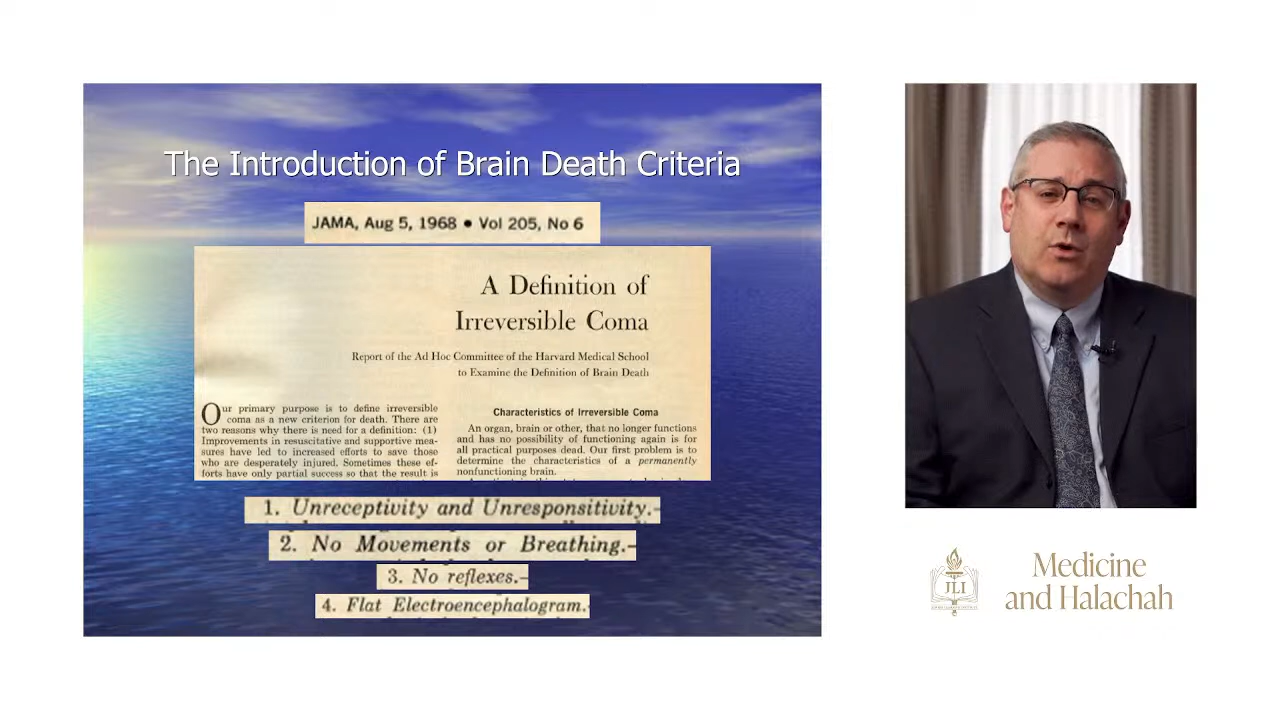 The Introduction of Brain Death Criteria
JAMA, Aug 5, 1968 • Vol 205, No 6
A Definition of
Irreversible Coma
Report of the Ad Hoc Committee of the Harvard Medical School
to Examine the Definition of Brain Death
Our primary purpose is to define irreversible
coma as a new criterion for death. There are
two reasons why there is need for a definition: (1)
Improvements in resuscitative and supportive mea-
sures have led to increased efforts to save those
who are desperately injured. Sometimes these ef-
forts have only partial success so that the result is
Characteristics of Irreversible Coma
An organ, brain or other, that no longer functions
and has no possibility of functioning again is for
all practical purposes dead. Our first problem is to
determine the characteristics of a permanently
nonfunctioning brain.
1. Unreceptivity and Unresponsitivity.—
2. No Movements or Breathing.—
3. No reflexes.—
4. Flat Electroencephalogram.—
JLI
Medicine
and Halachah